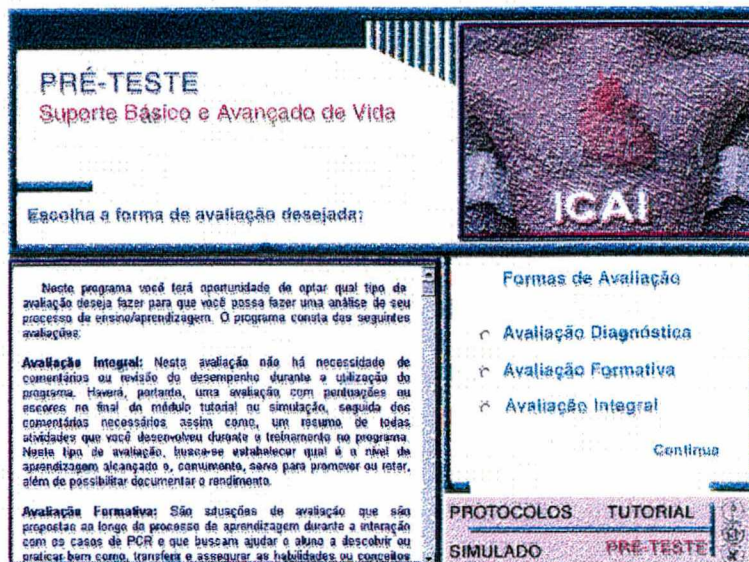 PRÉ-TESTE
Suporte Básico e Avançado de Vida
Escolha a forma de avaliação desejada:
ICAI
Neste programa você terá oportunidade de optar qual tipo de
avaliação deseja fazer para que você possa fazer uma análise de seu
processo de ensino/aprendizagem. O programa consta das seguintes
avaliações:
Avaliação Integral: Nesta avaliação não há necessidade de
comentários ou revisão do desempenho durante a utilização do
programa. Haverá, portanto, uma avaliação com pontuações ou
escores no final do módulo tutorial ou simulação, seguida dos
comentários necessários assim como, um resumo de todas
atividades que você desenvolveu durante o treinamento no programa.
Neste tipo de avaliação, busca-se estabelecer qual é o nível de
aprendizagem alcançado e, comumente, serve para promover ou reter,
além de possibilitar documentar o rendimento.
Avaliação Formativa: São situações de avaliação que são
propostas ao longo do processo de aprendizagem durante a interação
com os casos de PCR e que buscam ajudar o aluno a descobrir ou
praticar bem como, transferir e assegurar as habilidades ou conceitos
Formas de Avaliação
Avaliação Diagnóstica
Avaliação Formativa
Avaliação Integral
Continua
PROTOCOLOS TUTORIAL
SIMULADO PRÉ-TESTE